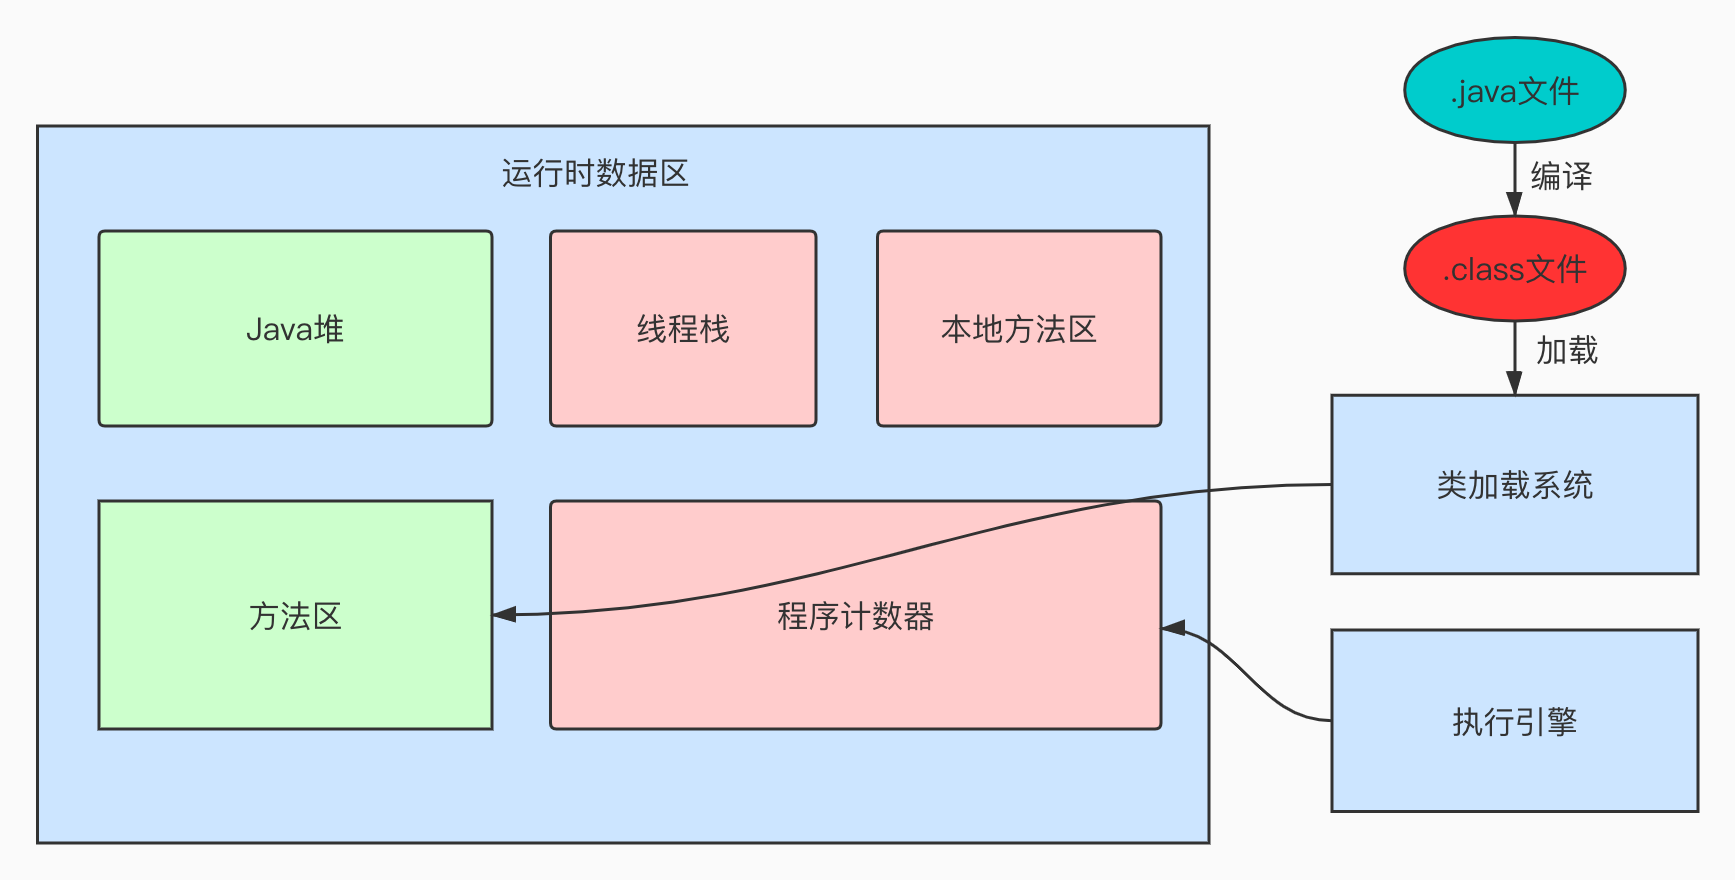 运行时数据区
Java堆
线程栈
本地方法区
方法区
程序计数器
.java文件
编译
.class文件
加载
类加载系统
执行引擎